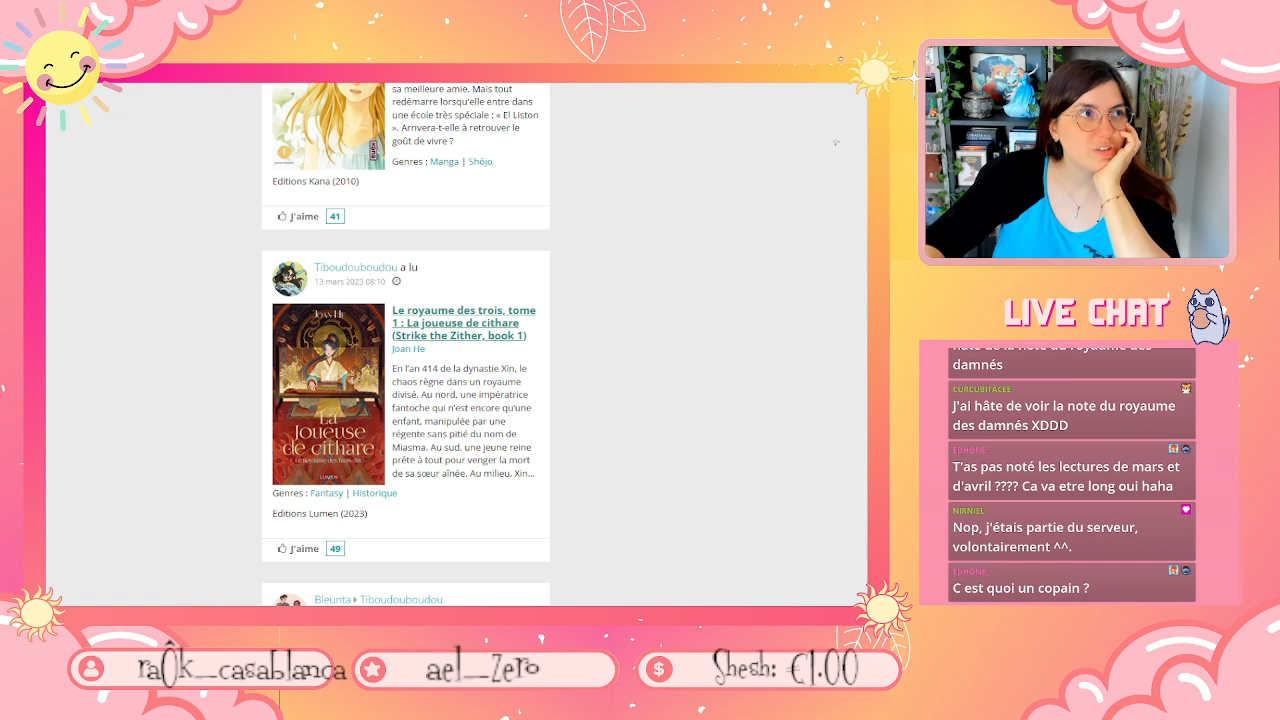 sa meilleure amie. Mais tout
redémarre lorsqu'elle entre dans
une école très spéciale : « El Liston
». Arrivera-t-elle à retrouver le
goût de vivre ?
Genres : Manga | Shôjo
Editions Kana (2010)
J'aime 41
Tiboudouboudou a lu
13 mars 2023 08:10
JOAN HE
La
Joueuse
de cithare
LUMEN
Le royaume des trois, tome
1 : La joueuse de cithare
(Strike the Zither, book 1)
Joan He
En l'an 414 de la dynastie Xin, le
chaos règne dans un royaume
divisé. Au nord, une impératrice
fantoche qui n'est encore qu'une
enfant, manipulée par une
régente sans pitié du nom de
Miasma. Au sud, une jeune reine
prête à tout pour venger la mort
de sa sœur aînée. Au milieu, Xin...
Genres : Fantasy | Historique
Editions Lumen (2023)
J'aime 49
Bleunta Tiboudouboudou
LIVE CHAT
damnés
CURCUBITACEE
J'ai hâte de voir la note du royaume
des damnés XDDD
EDHONE_
T'as pas noté les lectures de mars et
d'avril ???? Ca va etre long oui haha
NIRNIEL
Nop, j'étais partie du serveur,
volontairement ^^.
EDHONE_
C est quoi un copain ?
raÔk_casablanca
ael_Zero
Shesh: €1.00